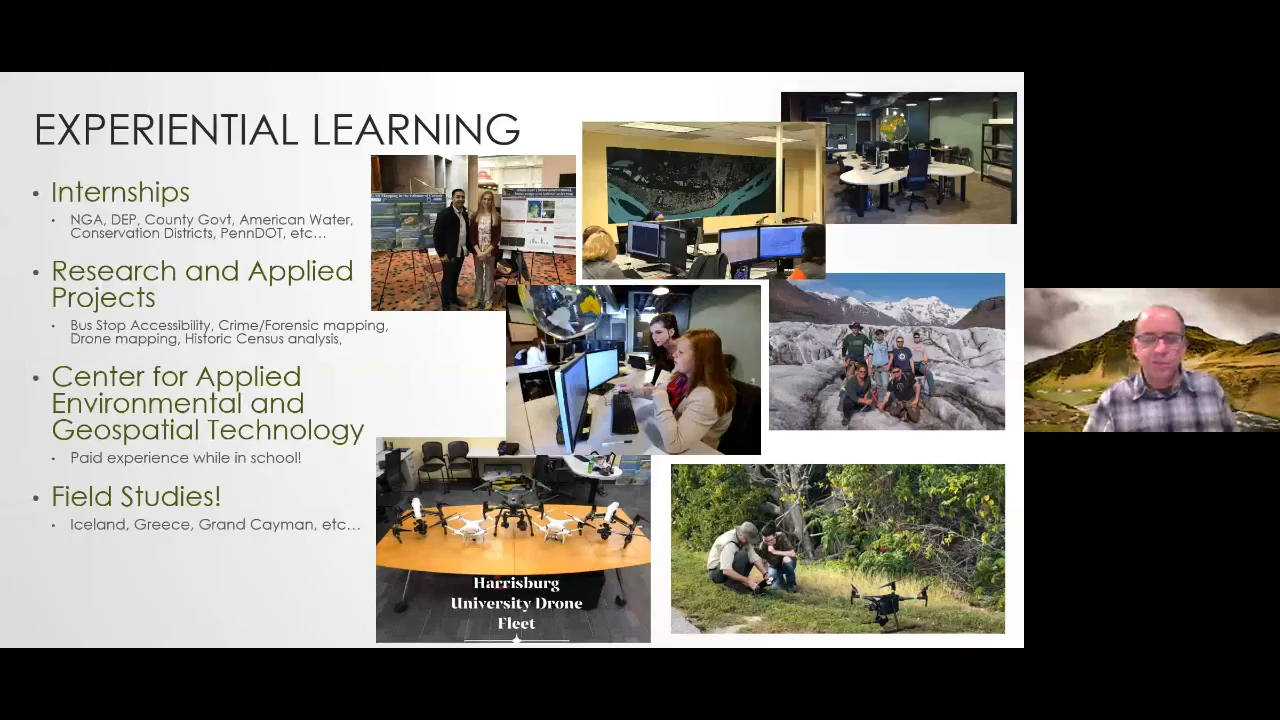 EXPERIENTIAL LEARNING
• Internships
• NGA, DEP, County Govt, American Water,
Conservation Districts, PennDOT, etc…
• Research and Applied
Projects
• Bus Stop Accessibility, Crime/Forensic mapping,
Drone mapping, Historic Census analysis,
• Center for Applied
Environmental and
Geospatial Technology
• Paid experience while in school!
• Field Studies!
• Iceland, Greece, Grand Cayman, etc…
Harrisburg
University Drone
Fleet